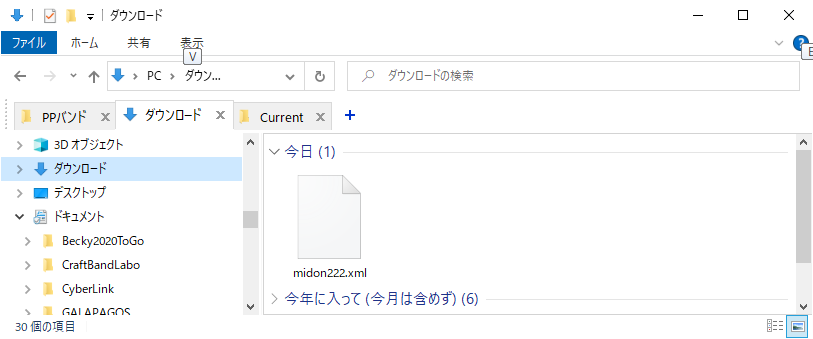 ダウンロード
ファイル ホーム 共有 表示
V
E
PC ダウン... ダウンロードの検索
PPバンド ダウンロード Current
3D オブジェクト
ダウンロード
デスクトップ
ドキュメント
Becky2020ToGo
CraftBandLabo
CyberLink
GALAPAGOS
今日 (1)
midon222.xml
今年に入って (今月は含めず) (6)
30 個の項目